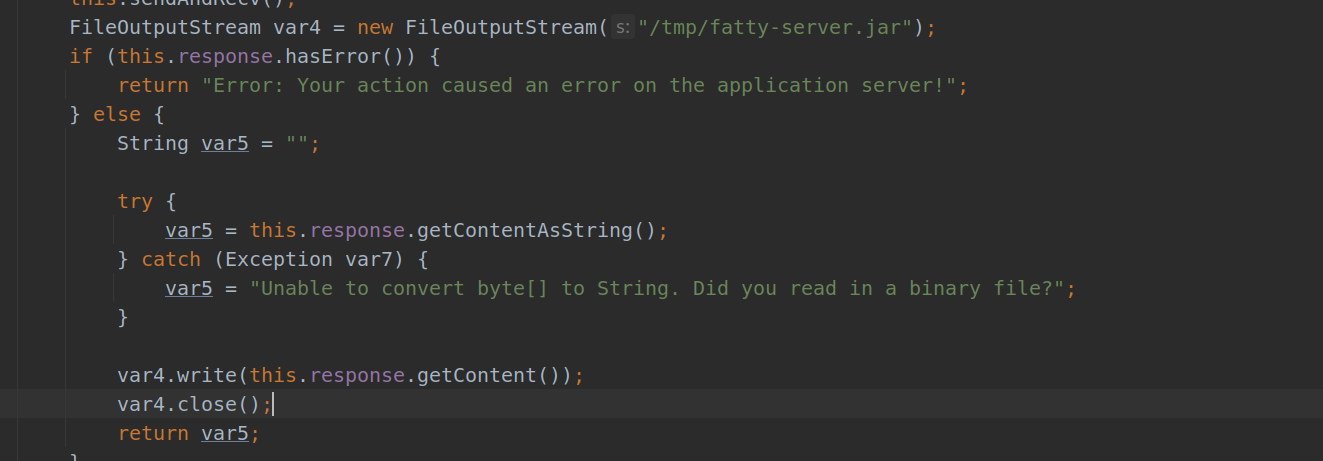 this.sendAndRecv();
FileOutputStream var4 = new FileOutputStream( s: "/tmp/fatty-server.jar");
if (this.response.hasError()) {
    return "Error: Your action caused an error on the application server!";
} else {
    String var5 = "";
    try {
        var5 = this.response.getContentAsString();
    } catch (Exception var7) {
        var5 = "Unable to convert byte[] to String. Did you read in a binary file?";
    }
    var4.write(this.response.getContent());
    var4.close();
    return var5;
}